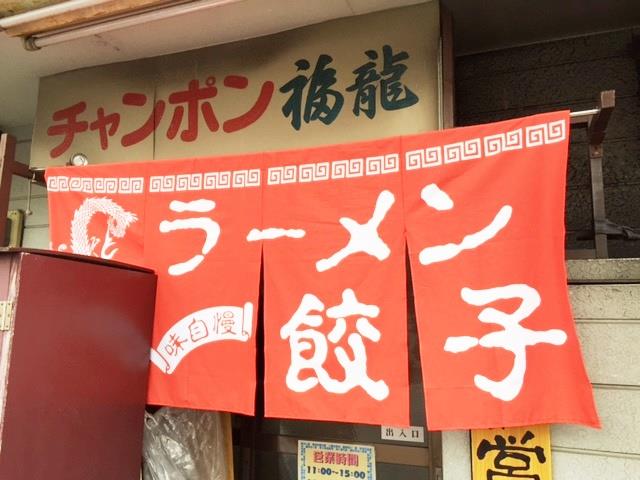 チャンポン福龍
ラーメン
味自慢
餃子
出入口
営業時間
11:00～15:00
営